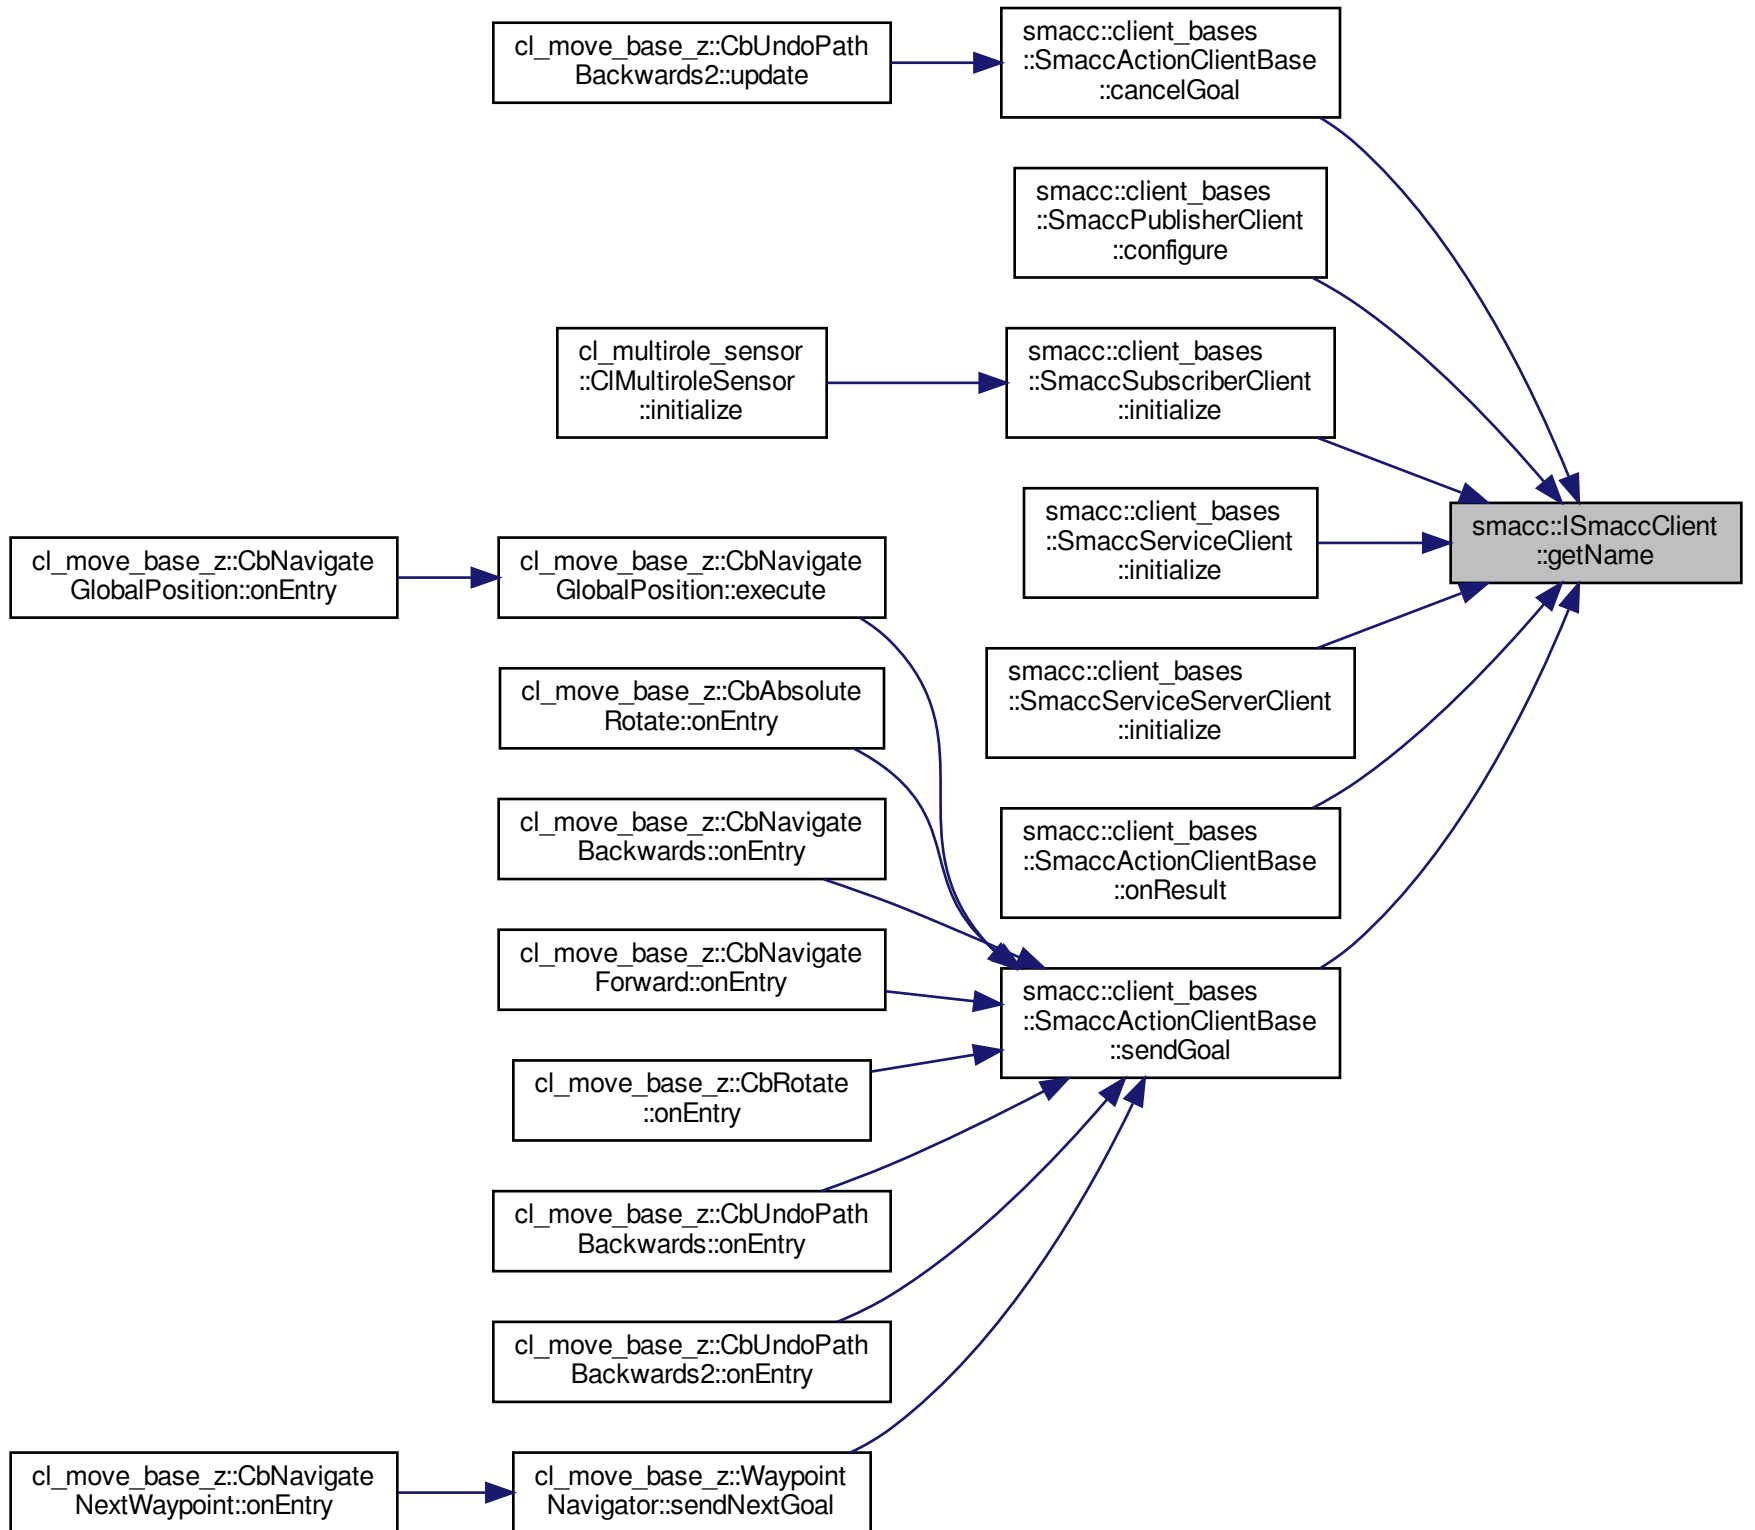 cl_move_base_z::CbUndoPath
Backwards2::update
smacc::client_bases
::SmaccActionClientBase
::cancelGoal
smacc::client_bases
::SmaccPublisherClient
::configure
cl_multirole_sensor
::ClMultiroleSensor
::initialize
smacc::client_bases
::SmaccSubscriberClient
::initialize
smacc::client_bases
::SmaccServiceClient
::initialize
smacc::ISmaccClient
::getName
cl_move_base_z::CbNavigate
GlobalPosition::onEntry
cl_move_base_z::CbNavigate
GlobalPosition::execute
smacc::client_bases
::SmaccServiceServerClient
::initialize
cl_move_base_z::CbAbsolute
Rotate::onEntry
cl_move_base_z::CbNavigate
Backwards::onEntry
smacc::client_bases
::SmaccActionClientBase
::onResult
cl_move_base_z::CbNavigate
Forward::onEntry
smacc::client_bases
::SmaccActionClientBase
::sendGoal
cl_move_base_z::CbRotate
::onEntry
cl_move_base_z::CbUndoPath
Backwards::onEntry
cl_move_base_z::CbUndoPath
Backwards2::onEntry
cl_move_base_z::CbNavigate
NextWaypoint::onEntry
cl_move_base_z::Waypoint
Navigator::sendNextGoal